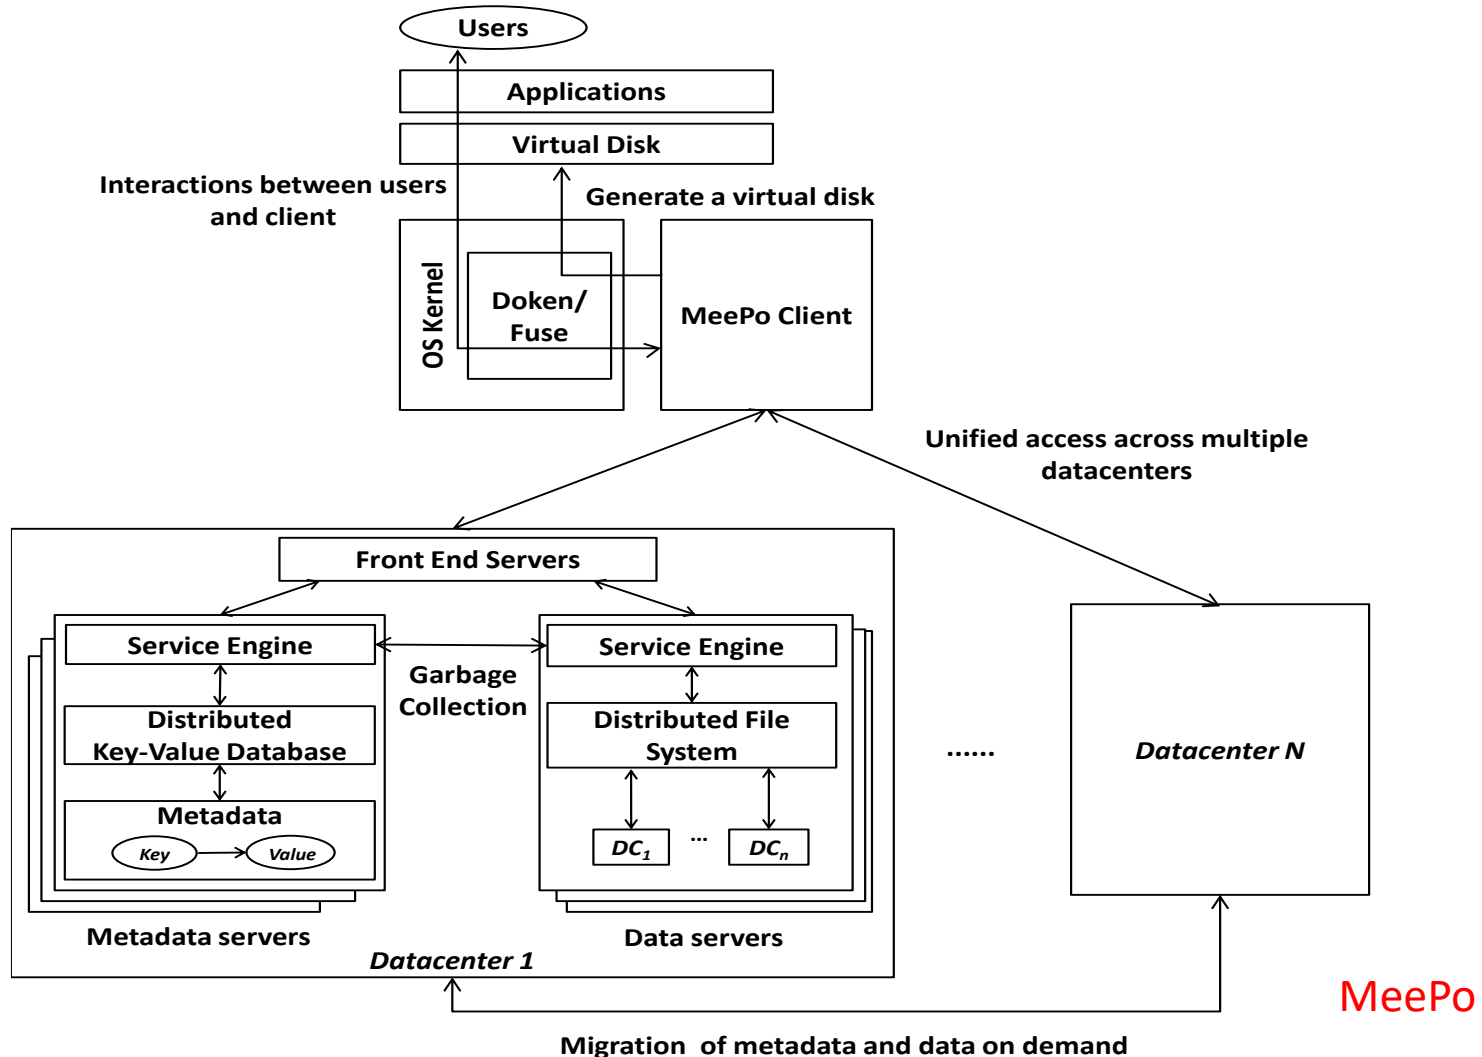 Users
Applications
Virtual Disk
Interactions between users
and client
Generate a virtual disk
OS Kernel
Doken/
Fuse
MeePo Client
Unified access across multiple
datacenters
Front End Servers
Service Engine
Service Engine
Garbage
Collection
Distributed
Key-Value Database
Distributed File
System
......
Datacenter N
Metadata
Key
Value
DC1
...
DCn
Metadata servers
Data servers
Datacenter 1
MeePo
Migration of metadata and data on demand